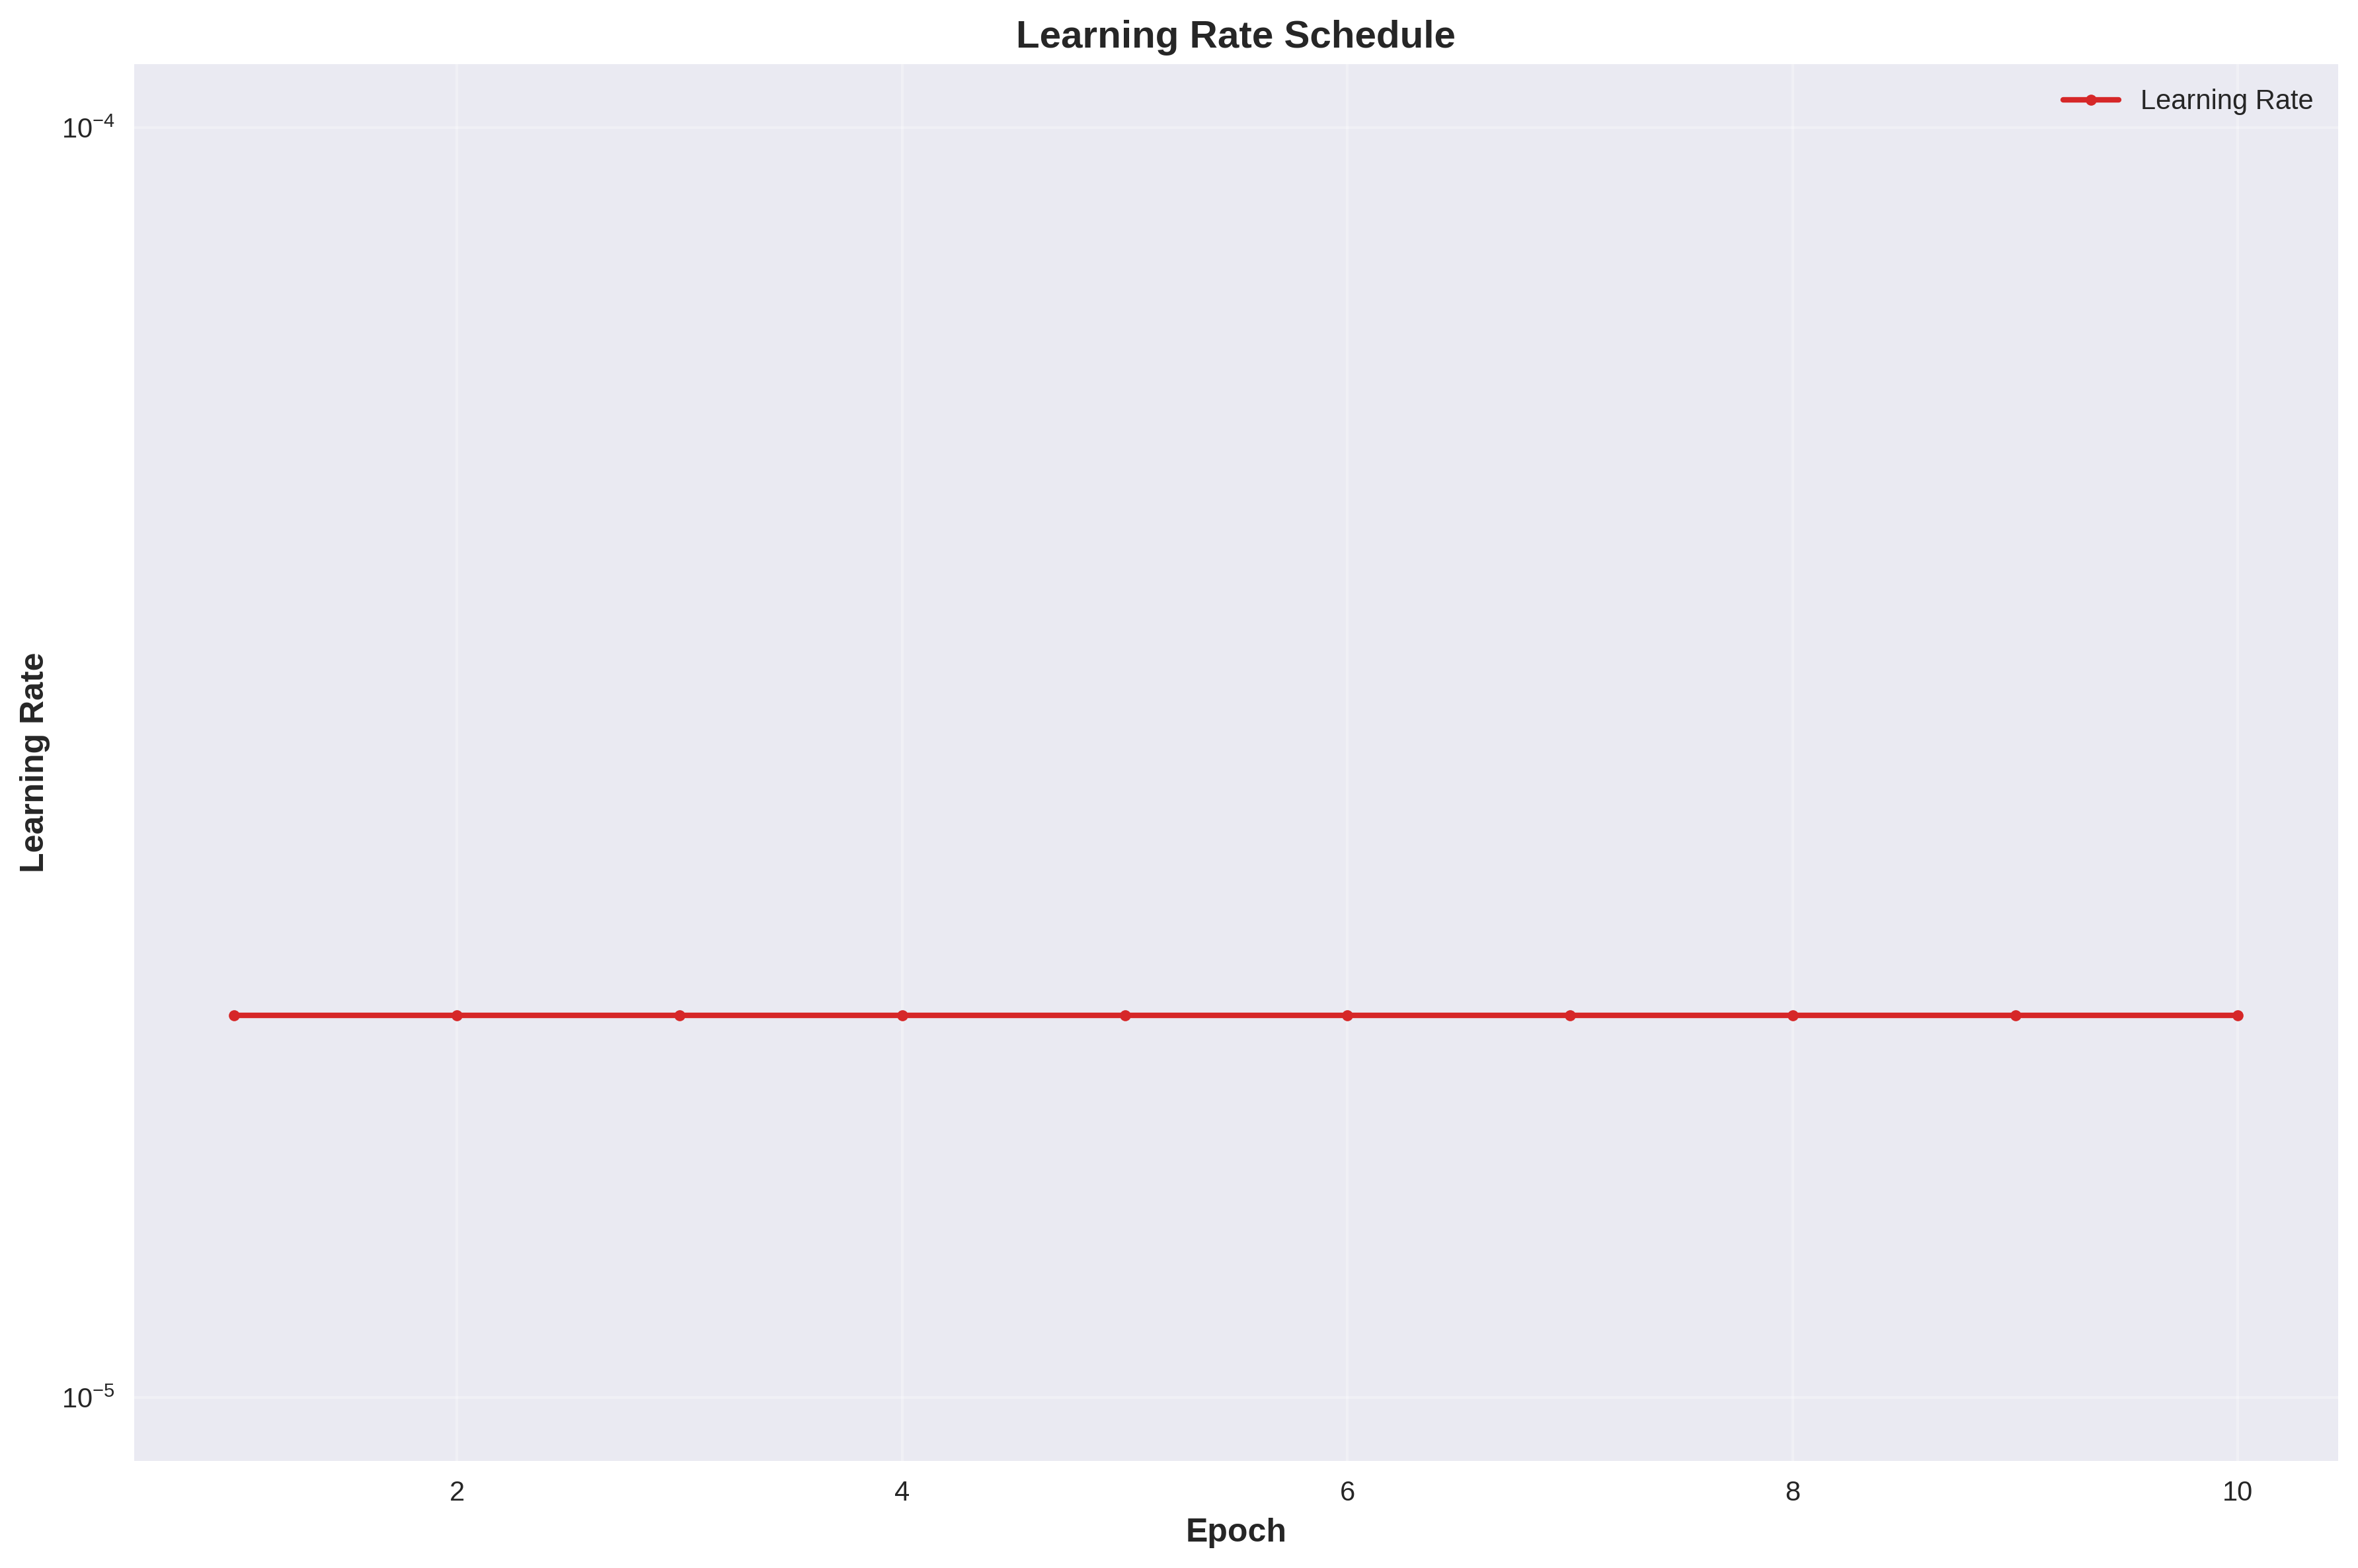 Learning Rate Schedule
Learning Rate
10⁻⁴
Learning Rate
10⁻⁵
2 4 6 8 10
Epoch